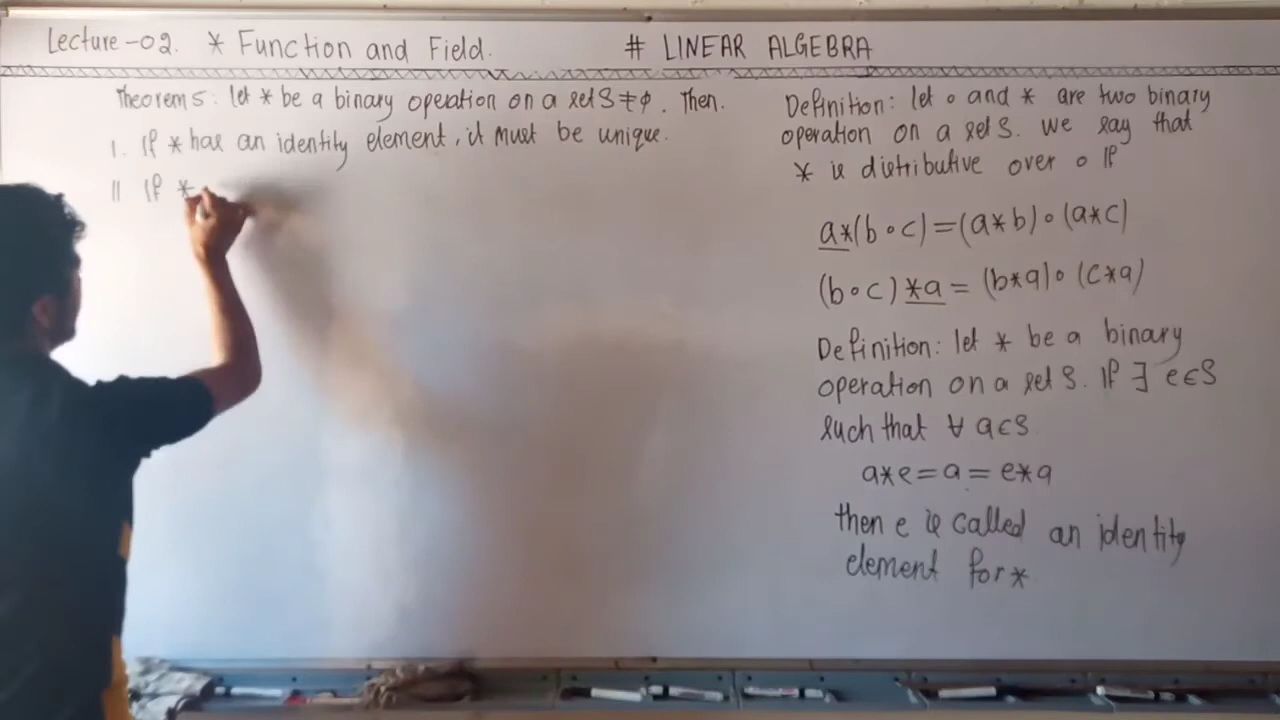 Lecture-02. * Function and Field. # LINEAR ALGEBRA
Theorem 5: let * be a binary operation on a set S ≠ φ. Then.
I. If * has an identity element, it must be unique.
II If *
Definition: let ∘ and * are two binary
operation on a set S. we say that
* is distributive over ∘ If
a*(b∘c)=(a*b)∘(a*c)
(b∘c)*a = (b*a)∘(c*a)
Definition: let * be a binary
operation on a set S. If ∃ e∈S
such that ∀ a∈S
a*e=a=e*a
then e is called an identity
element for *